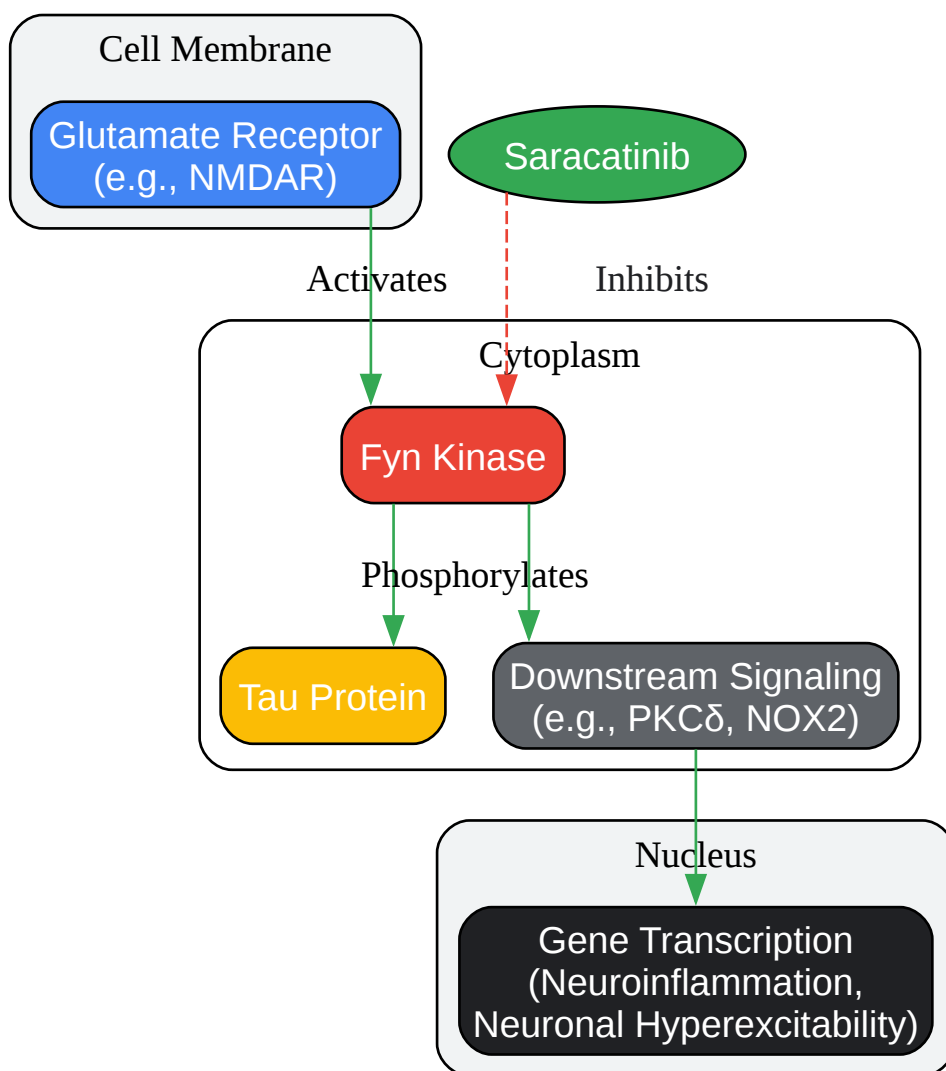 Cell Membrane
Glutamate Receptor
(e.g., NMDAR)
Saracatinib
Activates
Inhibits
Cytoplasm
Fyn Kinase
Phosphorylates
Tau Protein
Downstream Signaling
(e.g., PKCδ, NOX2)
Nucleus
Gene Transcription
(Neuroinflammation,
Neuronal Hyperexcitability)